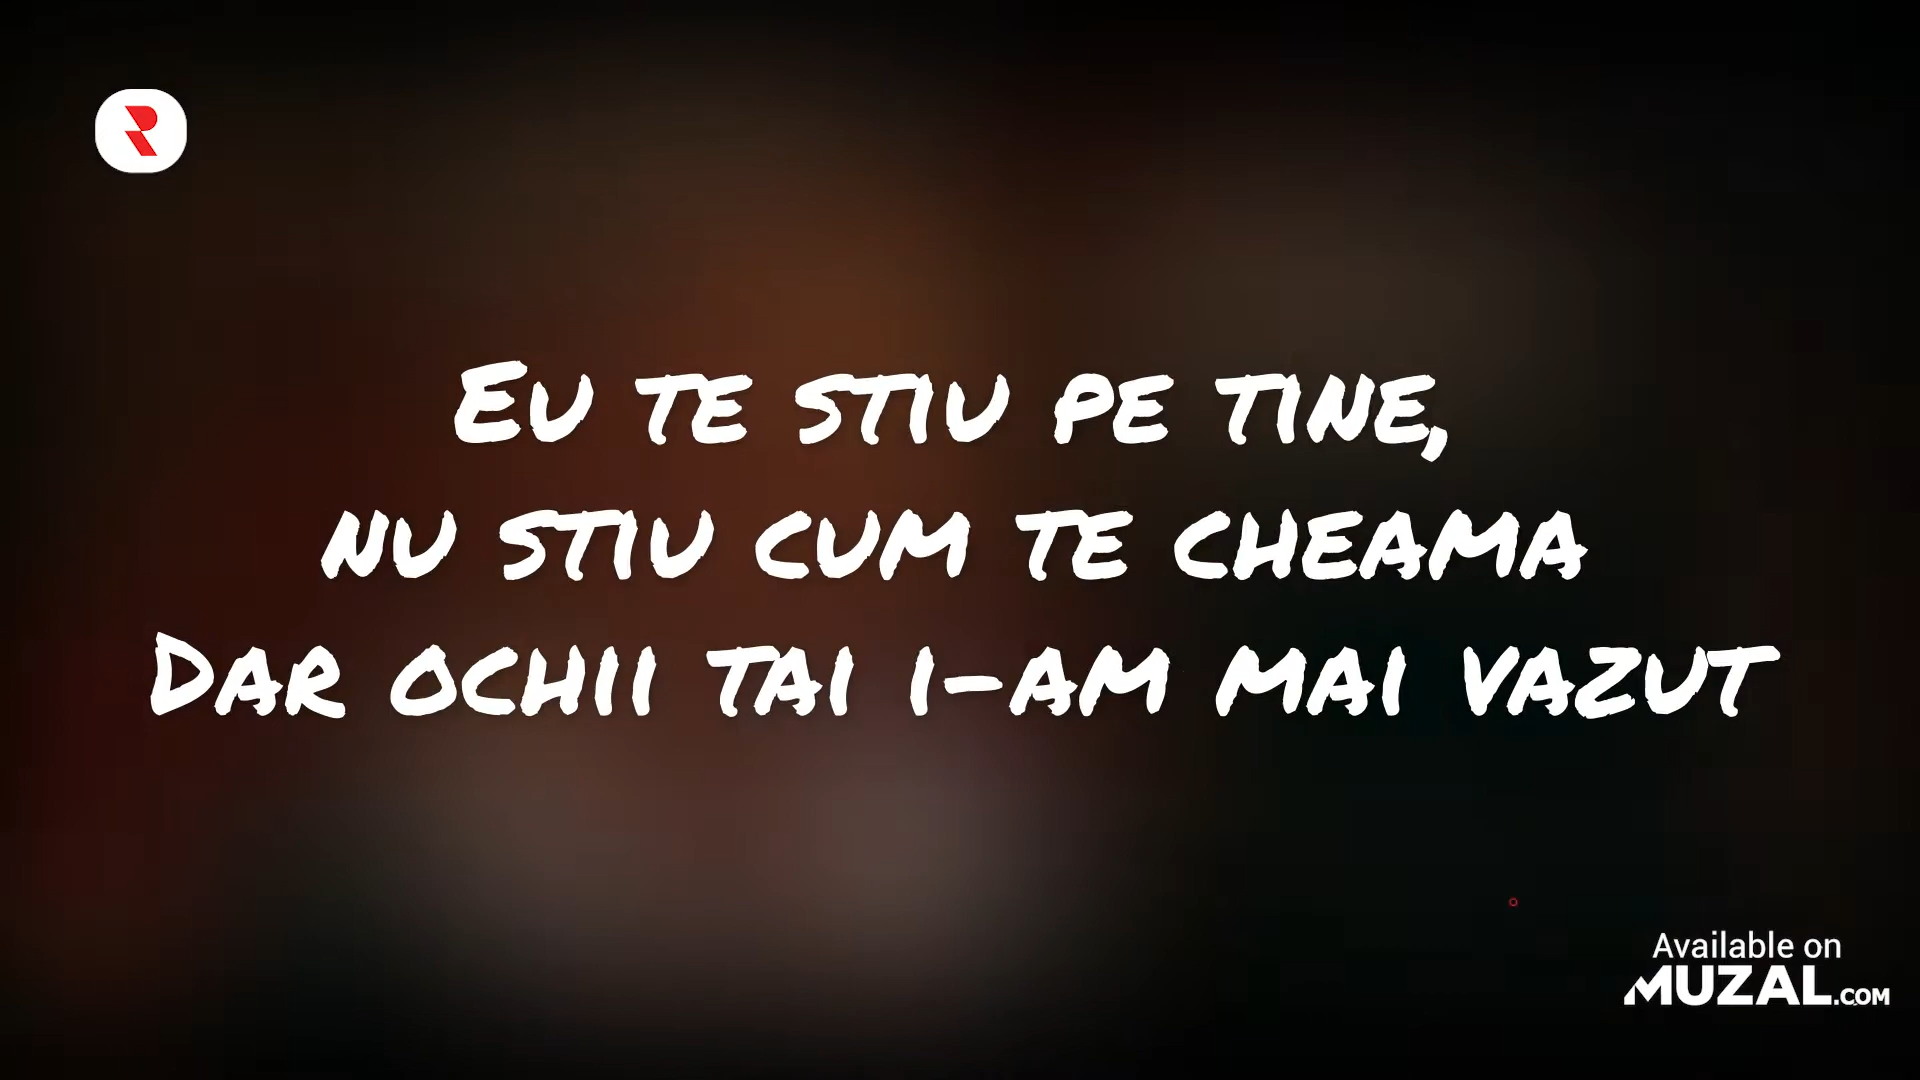 R
Eu te stiu pe tine,
nu stiu cum te cheama
Dar ochii tai i-am mai vazut
Available on
MUZAL.COM